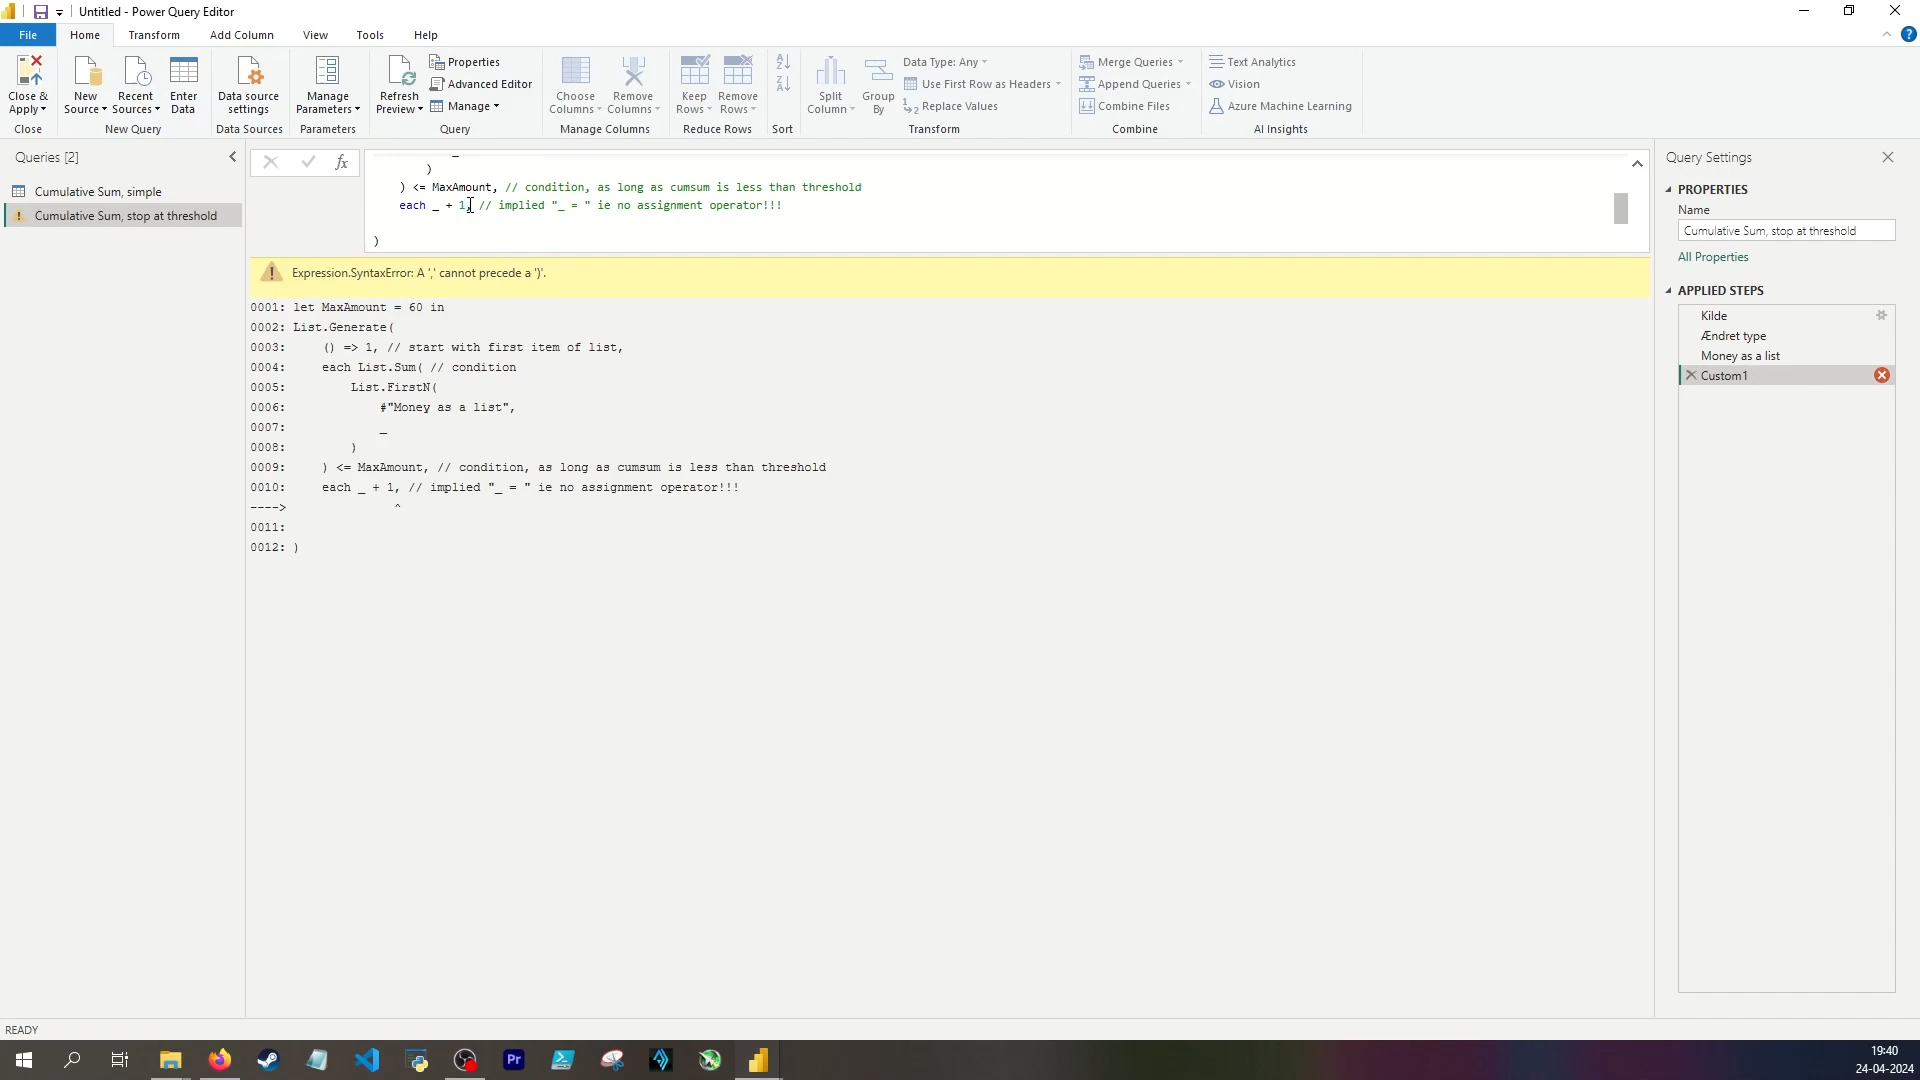 Untitled - Power Query Editor
File Home Transform Add Column View Tools Help
Close & Apply
Close
New Source
Recent Sources
Enter Data
New Query
Data source settings
Data Sources
Manage Parameters
Parameters
Refresh Preview
Properties
Advanced Editor
Manage
Query
Choose Columns
Remove Columns
Manage Columns
Keep Rows
Remove Rows
Reduce Rows
Sort
Split Column
Group By
Data Type: Any
Use First Row as Headers
Replace Values
Transform
Merge Queries
Append Queries
Combine Files
Combine
Text Analytics
Vision
Azure Machine Learning
AI Insights
Queries [2]
Cumulative Sum, simple
Cumulative Sum, stop at threshold
fx
)
) <= MaxAmount, // condition, as long as cumsum is less than threshold
each _ + 1, // implied "_ = " ie no assignment operator!!!
)
Expression.SyntaxError: A ',' cannot precede a ')'.
0001: let MaxAmount = 60 in
0002: List.Generate(
0003:     () => 1, // start with first item of list,
0004:     each List.Sum( // condition
0005:         List.FirstN(
0006:             #"Money as a list",
0007:             _
0008:         )
0009:     ) <= MaxAmount, // condition, as long as cumsum is less than threshold
0010:     each _ + 1, // implied "_ = " ie no assignment operator!!!
---->               ^
0011:
0012: )
Query Settings
PROPERTIES
Name
Cumulative Sum, stop at threshold
All Properties
APPLIED STEPS
Kilde
Ændret type
Money as a list
Custom1
READY
Pr
19:40
24-04-2024